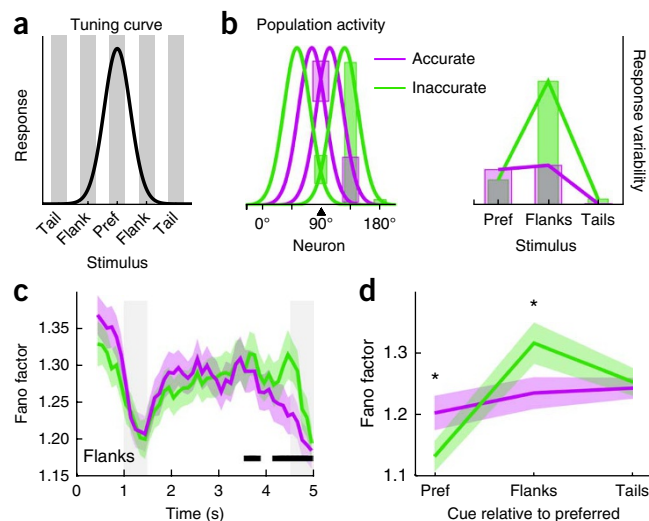 a
Tuning curve
Response
Tail
Flank
Pref
Flank
Tail
Stimulus
b
Population activity
Accurate
Inaccurate
0° 90° 180°
Neuron
Response variability
Pref Flanks Tails
Stimulus
c
Fano factor
1.35
1.30
1.25
1.20
1.15
Flanks
0 1 2 3 4 5
Time (s)
d
Fano factor
1.3
1.2
1.1
*
*
Pref Flanks Tails
Cue relative to preferred